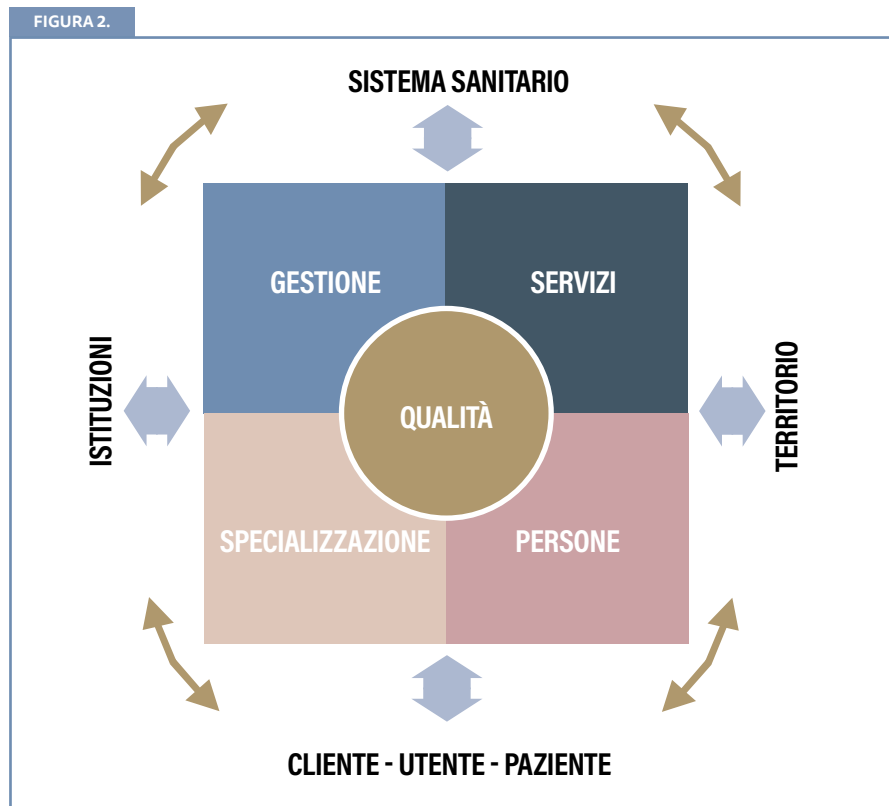 FIGURA 2.
SISTEMA SANITARIO
GESTIONE
SERVIZI
ISTITUZIONI
QUALITÀ
TERRITORIO
SPECIALIZZAZIONE
PERSONE
CLIENTE - UTENTE - PAZIENTE